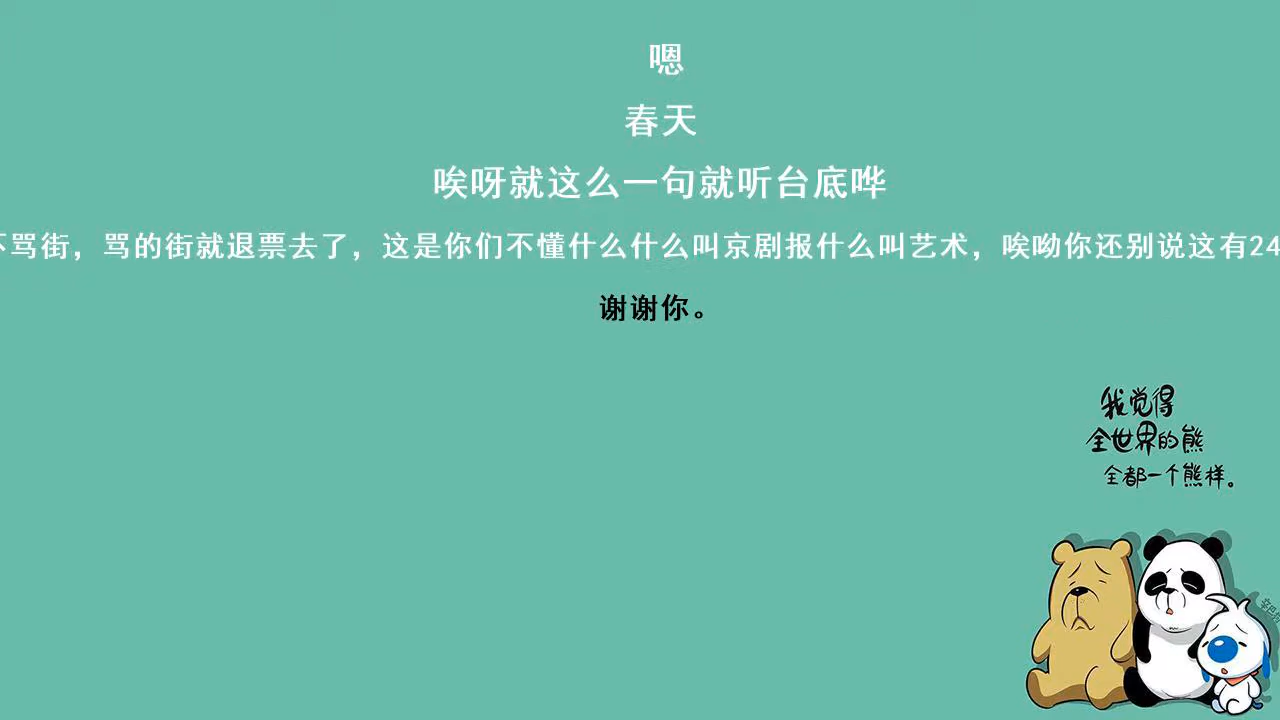 嗯
春天
唉呀就这么一句就听台底哗
不骂街，骂的街就退票去了，这是你们不懂什么什么叫京剧报什么叫艺术，唉呦你还别说这有24
谢谢你。
我觉得
全世界的熊
全都一个熊样。